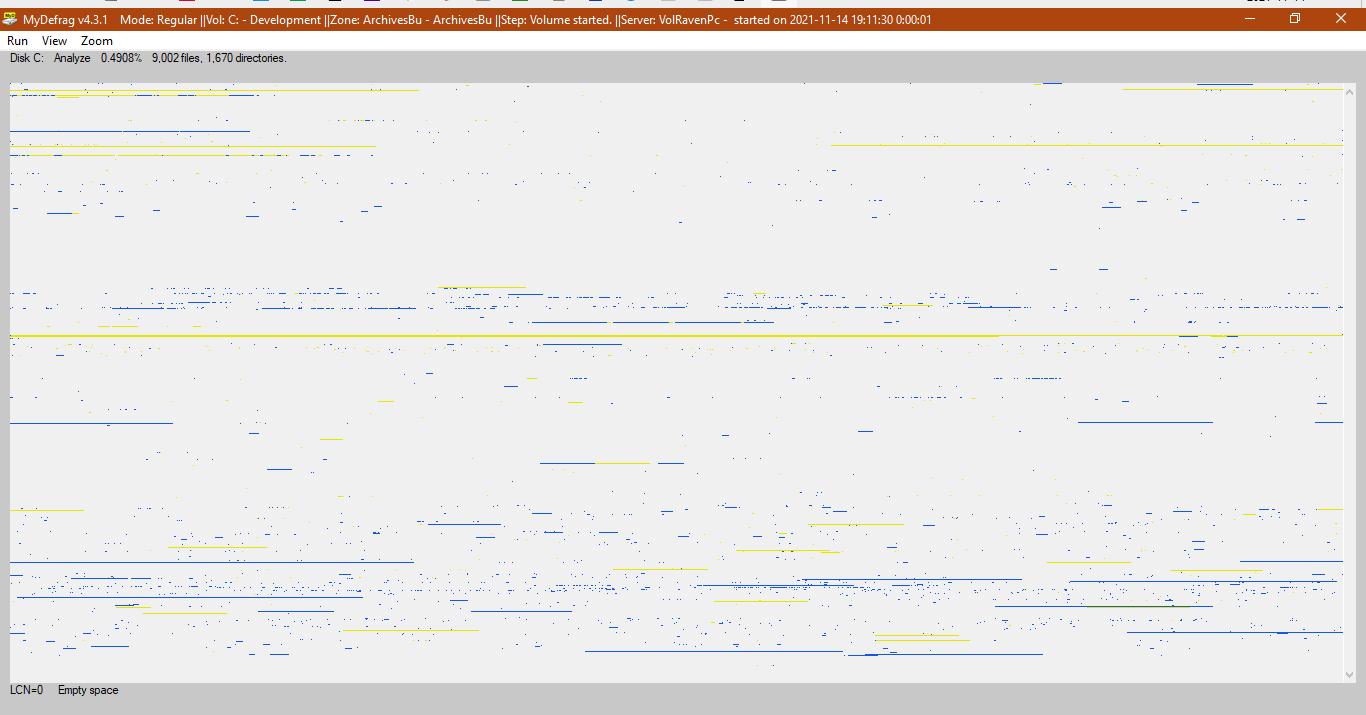 MyDefrag v4.3.1 Mode: Regular ||Vol: C: - Development ||Zone: ArchivesBu - ArchivesBu ||Step: Volume started. ||Server: VolRavenPc - started on 2021-11-14 19:11:30 0:00:01
Run View Zoom
Disk C: Analyze 0.4908% 9,002 files, 1,670 directories.
LCN=0 Empty space